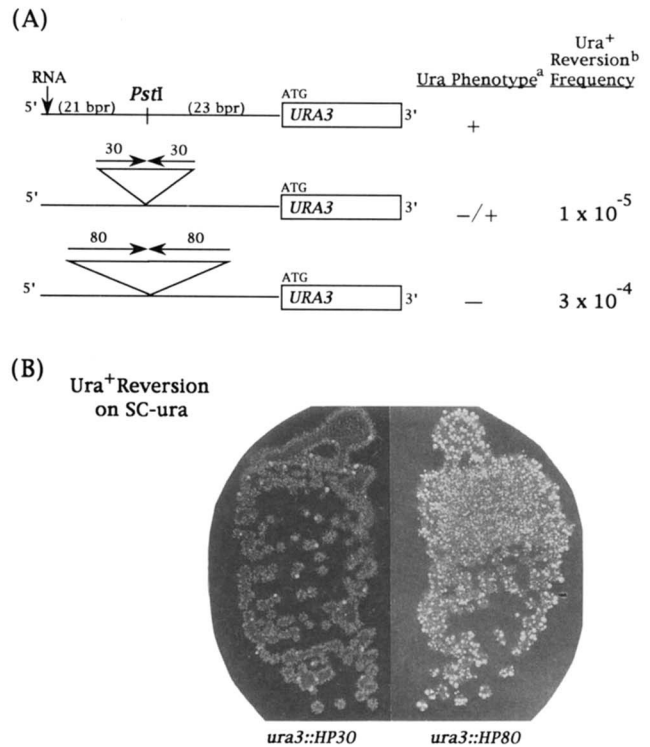 (A)
Ura+
Reversionb
Ura Phenotypea Frequency
RNA
5' (21 bpr) PstI (23 bpr) ATG URA3 3' +
30 30
5' ATG URA3 3' −/+ 1 x 10-5
80 80
5' ATG URA3 3' − 3 x 10-4
(B)
Ura+Reversion
on SC-ura
ura3::HP30 ura3::HP80